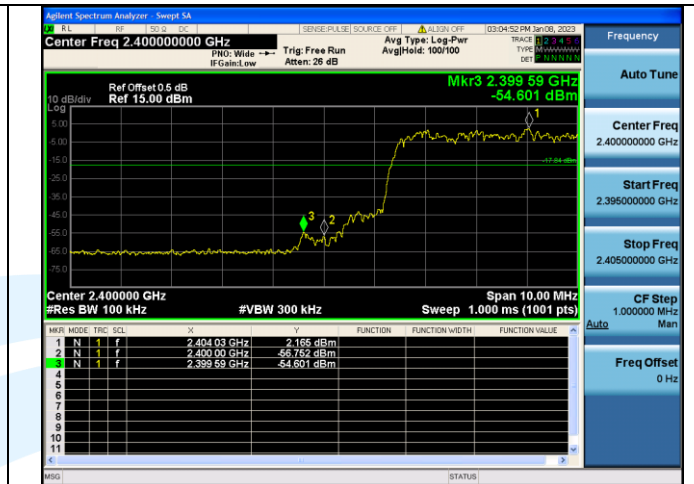 Agilent Spectrum Analyzer - Swept SA
RL RF 50 Ω DC SENSE:PULSE SOURCE OFF ALIGN OFF 03:04:52 PM Jan 08, 2023
Center Freq 2.400000000 GHz
PNO: Wide
IFGain:Low
Trig: Free Run
Atten: 26 dB
Avg Type: Log-Pwr
Avg|Hold: 100/100
TRACE 1 2 3 4 5 6
TYPE
DET P N N N N N
Ref Offset 0.5 dB
Ref 15.00 dBm
10 dB/div
Log
Mkr3 2.399 59 GHz
-54.601 dBm
5.00
-5.00
-15.0
-25.0
-35.0
-45.0
-55.0
-65.0
-75.0
1
2
3
-17.84 dBm
Center 2.400000 GHz
#Res BW 100 kHz
#VBW 300 kHz
Span 10.00 MHz
Sweep 1.000 ms (1001 pts)
MKR MODE TRC SCL X Y FUNCTION FUNCTION WIDTH FUNCTION VALUE
1 N 1 f 2.404 03 GHz 2.165 dBm
2 N 1 f 2.400 00 GHz -56.752 dBm
3 N 1 f 2.399 59 GHz -54.601 dBm
4
5
6
7
8
9
10
11
MSG STATUS
Frequency
Auto Tune
Center Freq
2.400000000 GHz
Start Freq
2.395000000 GHz
Stop Freq
2.405000000 GHz
CF Step
1.000000 MHz
Auto Man
Freq Offset
0 Hz